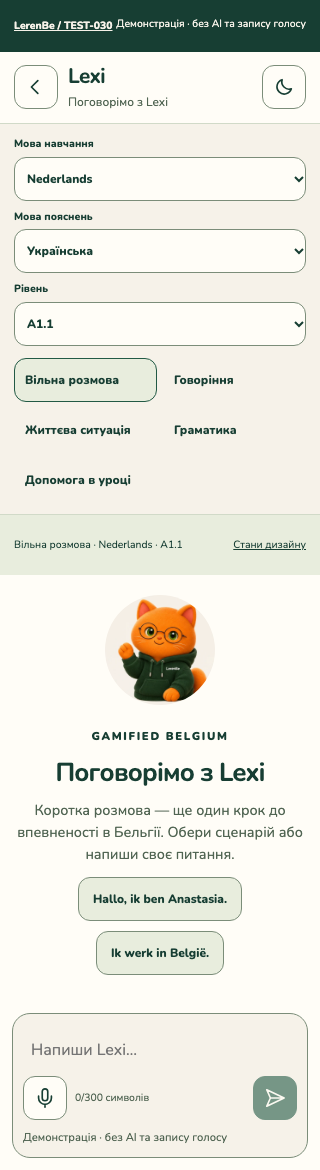 LerenBe / TEST-030 Демонстрація · без AI та запису голосу
Lexi
Поговорімо з Lexi
Мова навчання
Nederlands
Мова пояснень
Українська
Рівень
A1.1
Вільна розмова Говоріння
Життєва ситуація Граматика
Допомога в уроці
Вільна розмова · Nederlands · A1.1 Стани дизайну
LerenBe
GAMIFIED BELGIUM
Поговорімо з Lexi
Коротка розмова — ще один крок до
впевненості в Бельгії. Обери сценарій або
напиши своє питання.
Hallo, ik ben Anastasia.
Ik werk in België.
Напиши Lexi...
0/300 символів
Демонстрація · без AI та запису голосу